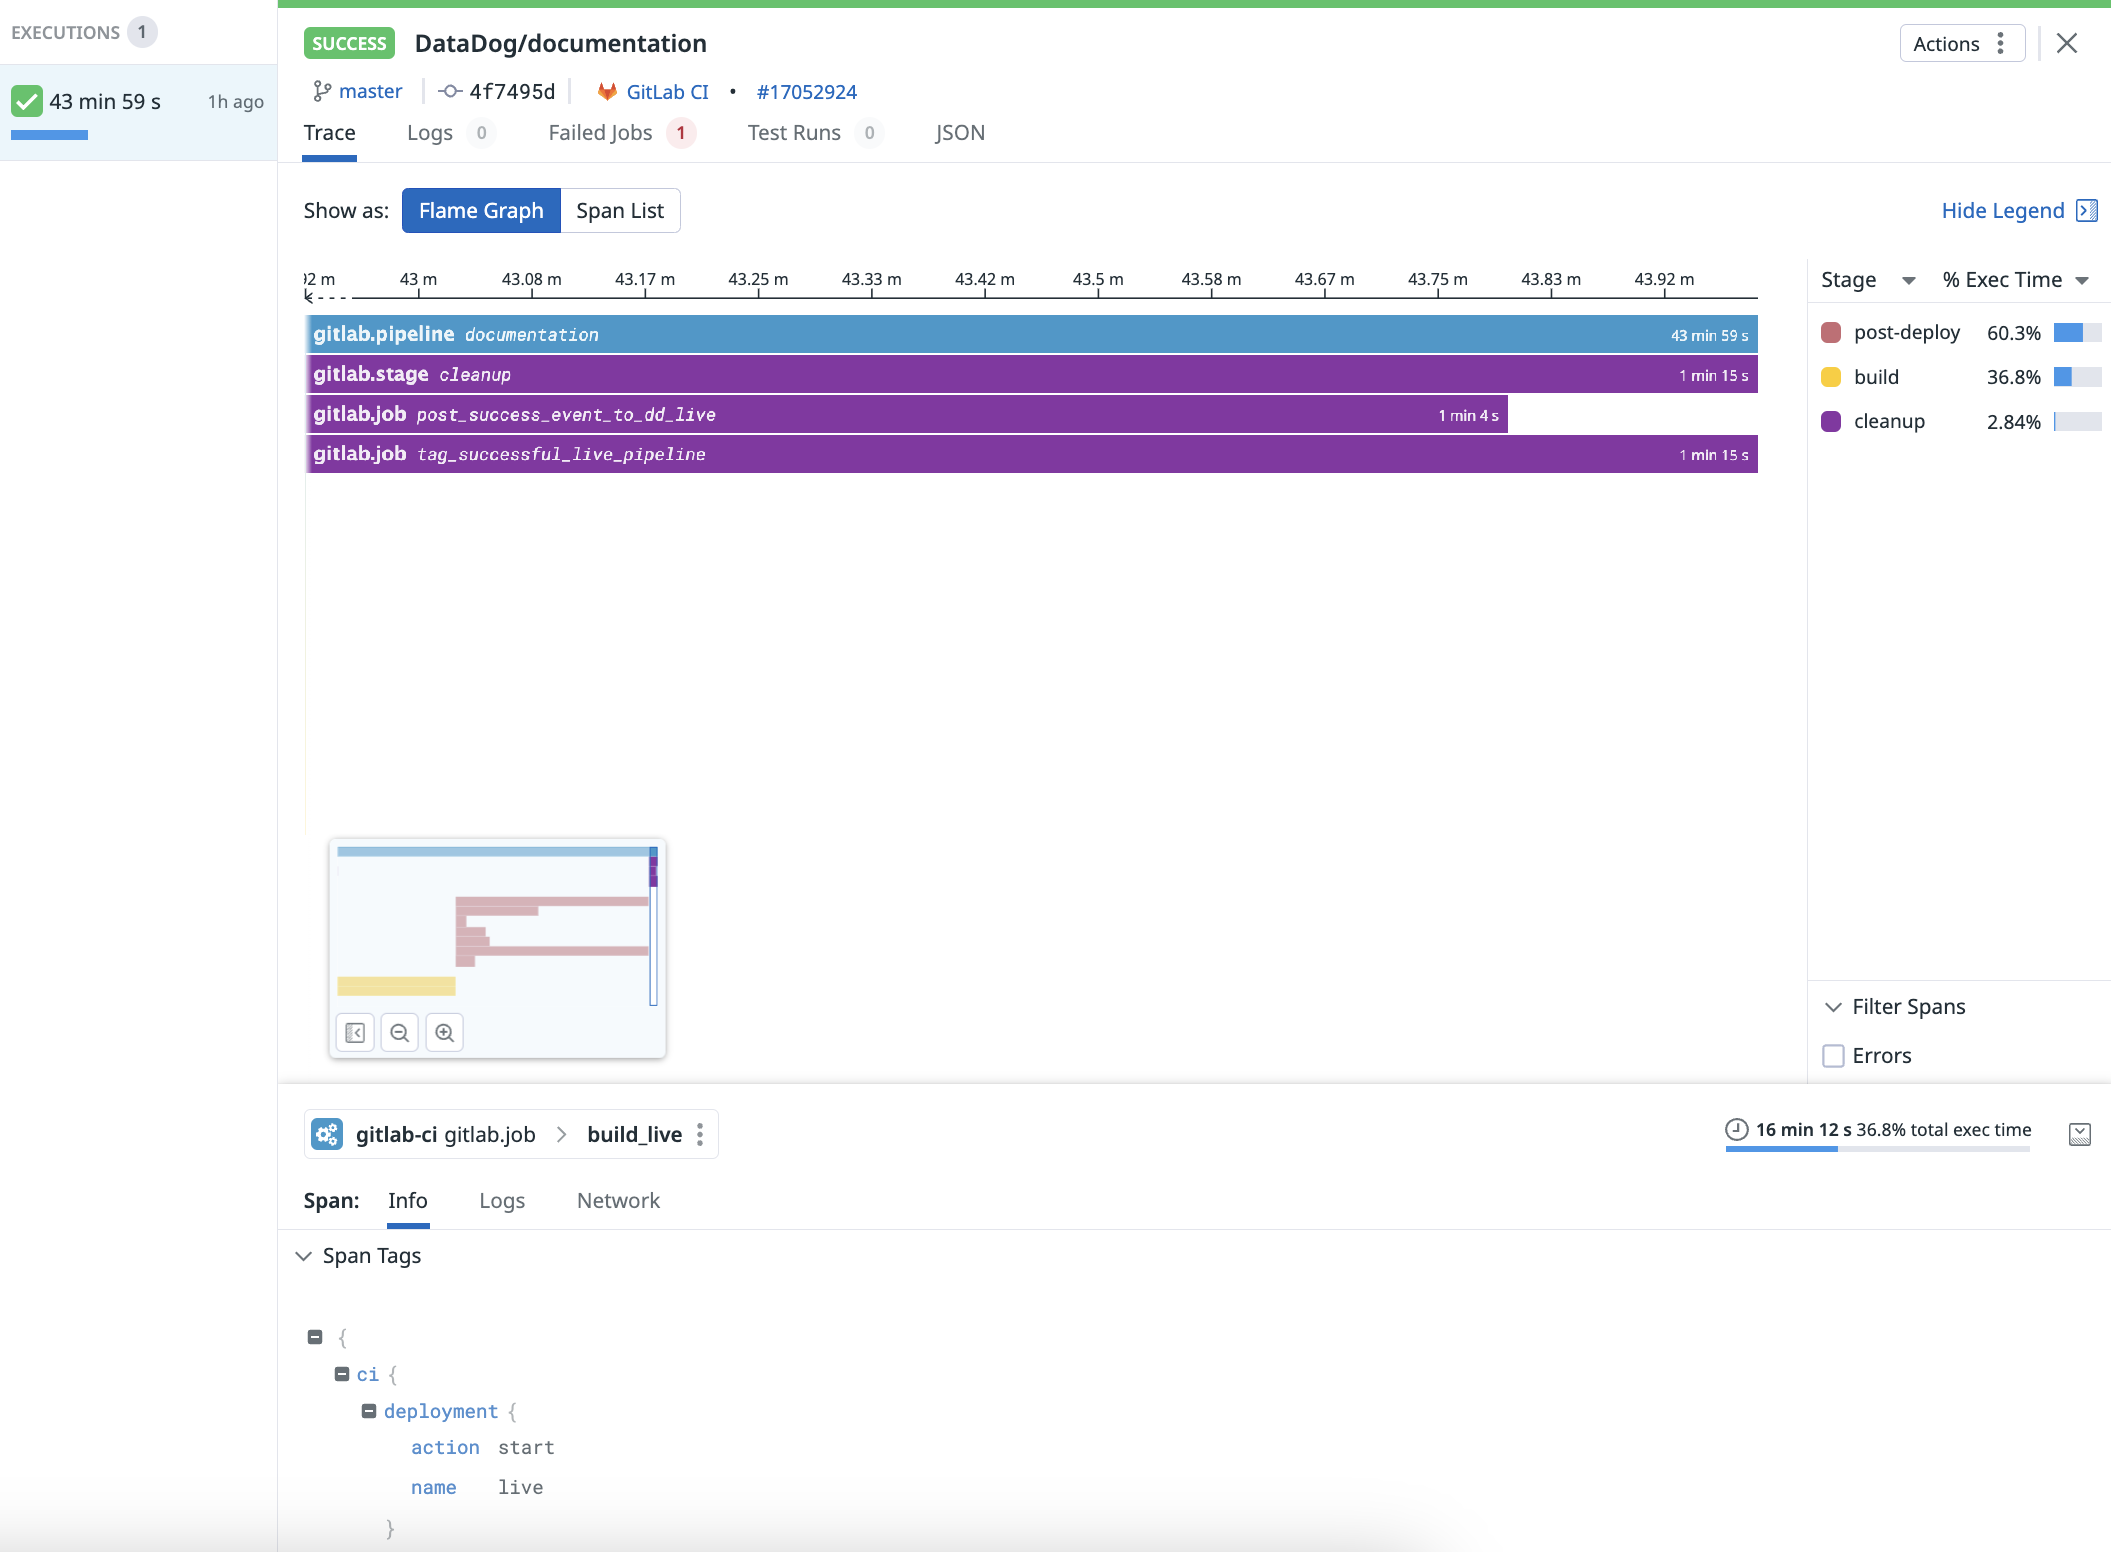 EXECUTIONS 1
43 min 59 s 1h ago
SUCCESS DataDog/documentation
Actions
master 4f7495d GitLab CI • #17052924
Trace Logs 0 Failed Jobs 1 Test Runs 0 JSON
Show as: Flame Graph Span List
Hide Legend
92 m 43 m 43.08 m 43.17 m 43.25 m 43.33 m 43.42 m 43.5 m 43.58 m 43.67 m 43.75 m 43.83 m 43.92 m
gitlab.pipeline documentation 43 min 59 s
gitlab.stage cleanup 1 min 15 s
gitlab.job post_success_event_to_dd_live 1 min 4 s
gitlab.job tag_successful_live_pipeline 1 min 15 s
Stage % Exec Time
post-deploy 60.3%
build 36.8%
cleanup 2.84%
Filter Spans
Errors
gitlab-ci gitlab.job build_live
16 min 12 s 36.8% total exec time
Span: Info Logs Network
Span Tags
{
ci {
deployment {
action start
name live
}